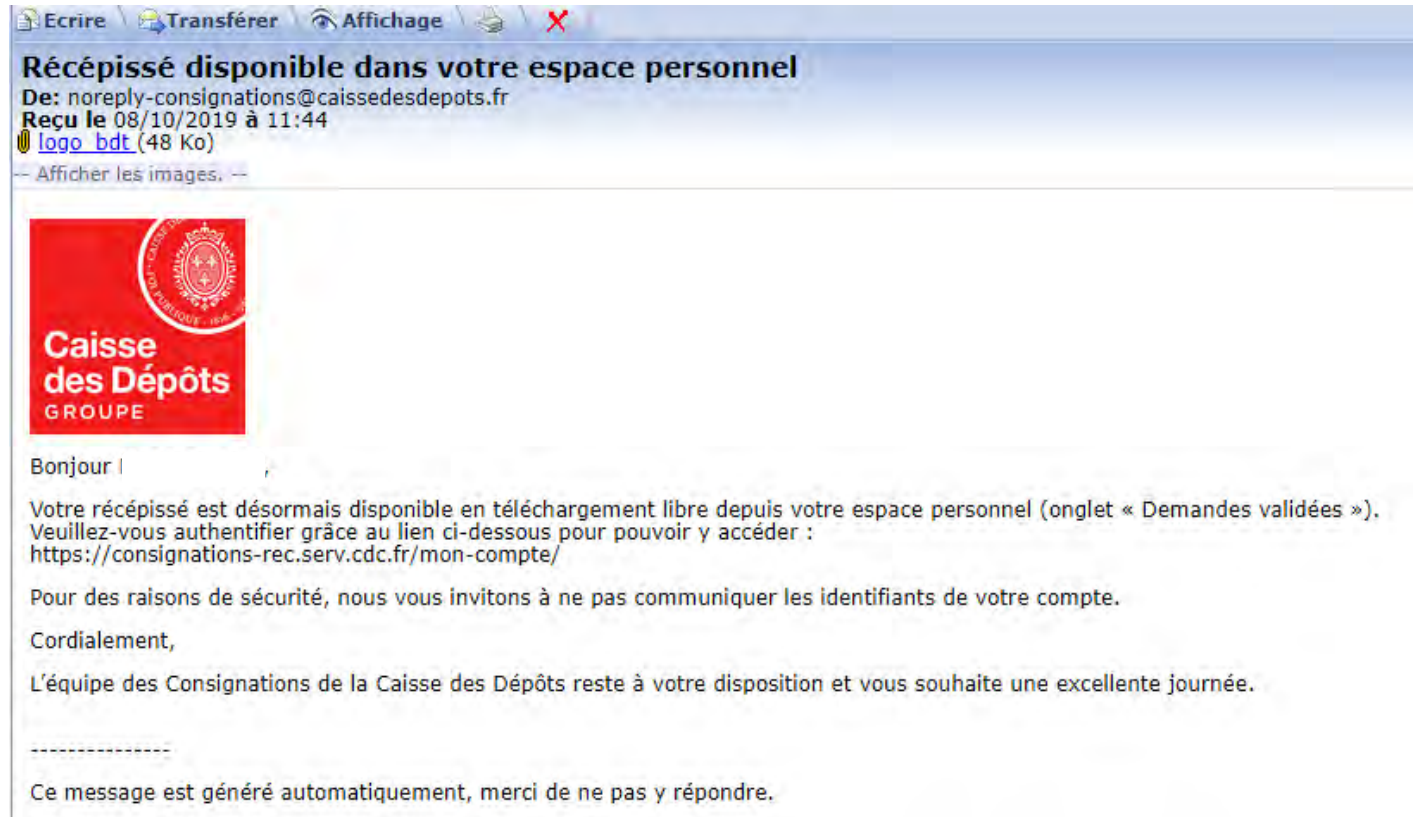 Ecrire Transférer Affichage
Récépissé disponible dans votre espace personnel
De: noreply-consignations@caissedesdepots.fr
Reçu le 08/10/2019 à 11:44
logo_bdt (48 Ko)
-- Afficher les images. --
Caisse
des Dépôts
GROUPE
Bonjour ,
Votre récépissé est désormais disponible en téléchargement libre depuis votre espace personnel (onglet « Demandes validées »).
Veuillez-vous authentifier grâce au lien ci-dessous pour pouvoir y accéder :
https://consignations-rec.serv.cdc.fr/mon-compte/
Pour des raisons de sécurité, nous vous invitons à ne pas communiquer les identifiants de votre compte.
Cordialement,
L’équipe des Consignations de la Caisse des Dépôts reste à votre disposition et vous souhaite une excellente journée.
---------------
Ce message est généré automatiquement, merci de ne pas y répondre.